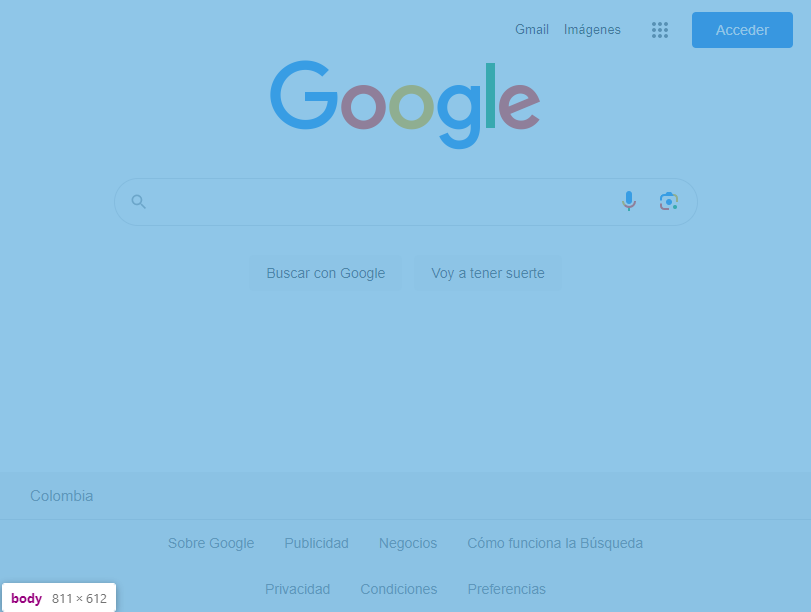 Gmail Imágenes Acceder
Google
Buscar con Google Voy a tener suerte
Colombia
Sobre Google Publicidad Negocios Cómo funciona la Búsqueda
Privacidad Condiciones Preferencias
body 811 × 612